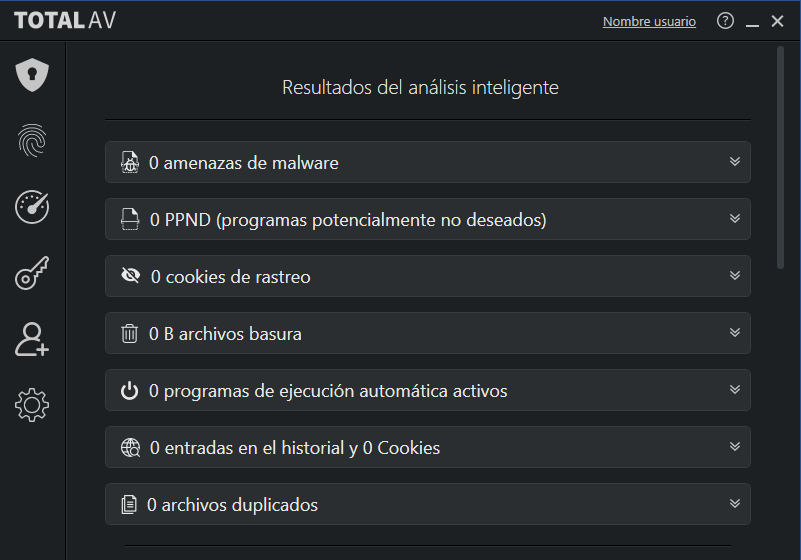 TOTAL AV
Nombre usuario
Resultados del análisis inteligente
0 amenazas de malware
0 PPND (programas potencialmente no deseados)
0 cookies de rastreo
0 B archivos basura
0 programas de ejecución automática activos
0 entradas en el historial y 0 Cookies
0 archivos duplicados